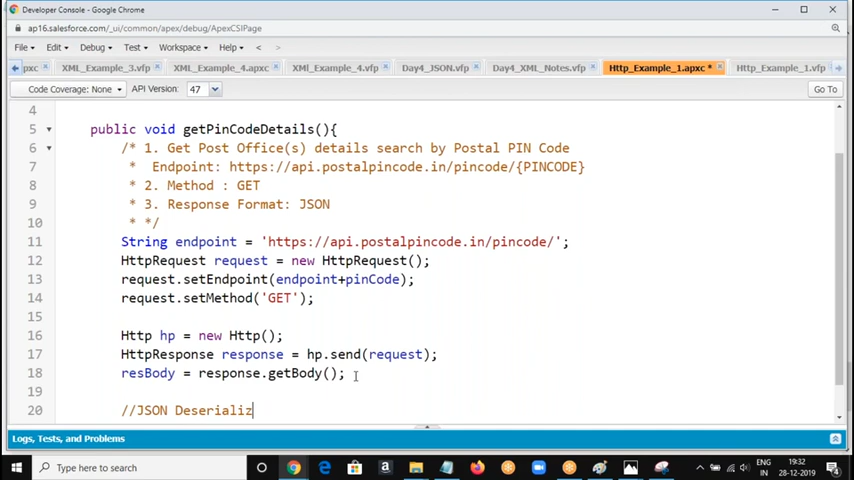 Developer Console - Google Chrome
ap16.salesforce.com/_ui/common/apex/debug/ApexCSIPage
File Edit Debug Test Workspace Help < >
pxc XML_Example_3.vfp XML_Example_4.apxc XMl_Example_4.vfp Day4_JSON.vfp Day4_XML_Notes.vfp Http_Example_1.apxc * Http_Example_1.vfp
Code Coverage: None API Version: 47 Go To
4
5 public void getPinCodeDetails(){
6 /* 1. Get Post Office(s) details search by Postal PIN Code
7 * Endpoint: https://api.postalpincode.in/pincode/{PINCODE}
8 * 2. Method : GET
9 * 3. Response Format: JSON
10 * */
11 String endpoint = 'https://api.postalpincode.in/pincode/';
12 HttpRequest request = new HttpRequest();
13 request.setEndpoint(endpoint+pinCode);
14 request.setMethod('GET');
15
16 Http hp = new Http();
17 HttpResponse response = hp.send(request);
18 resBody = response.getBody();
19
20 //JSON Deserializ
Logs, Tests, and Problems
Type here to search
ENG 19:32
IN 28-12-2019
4